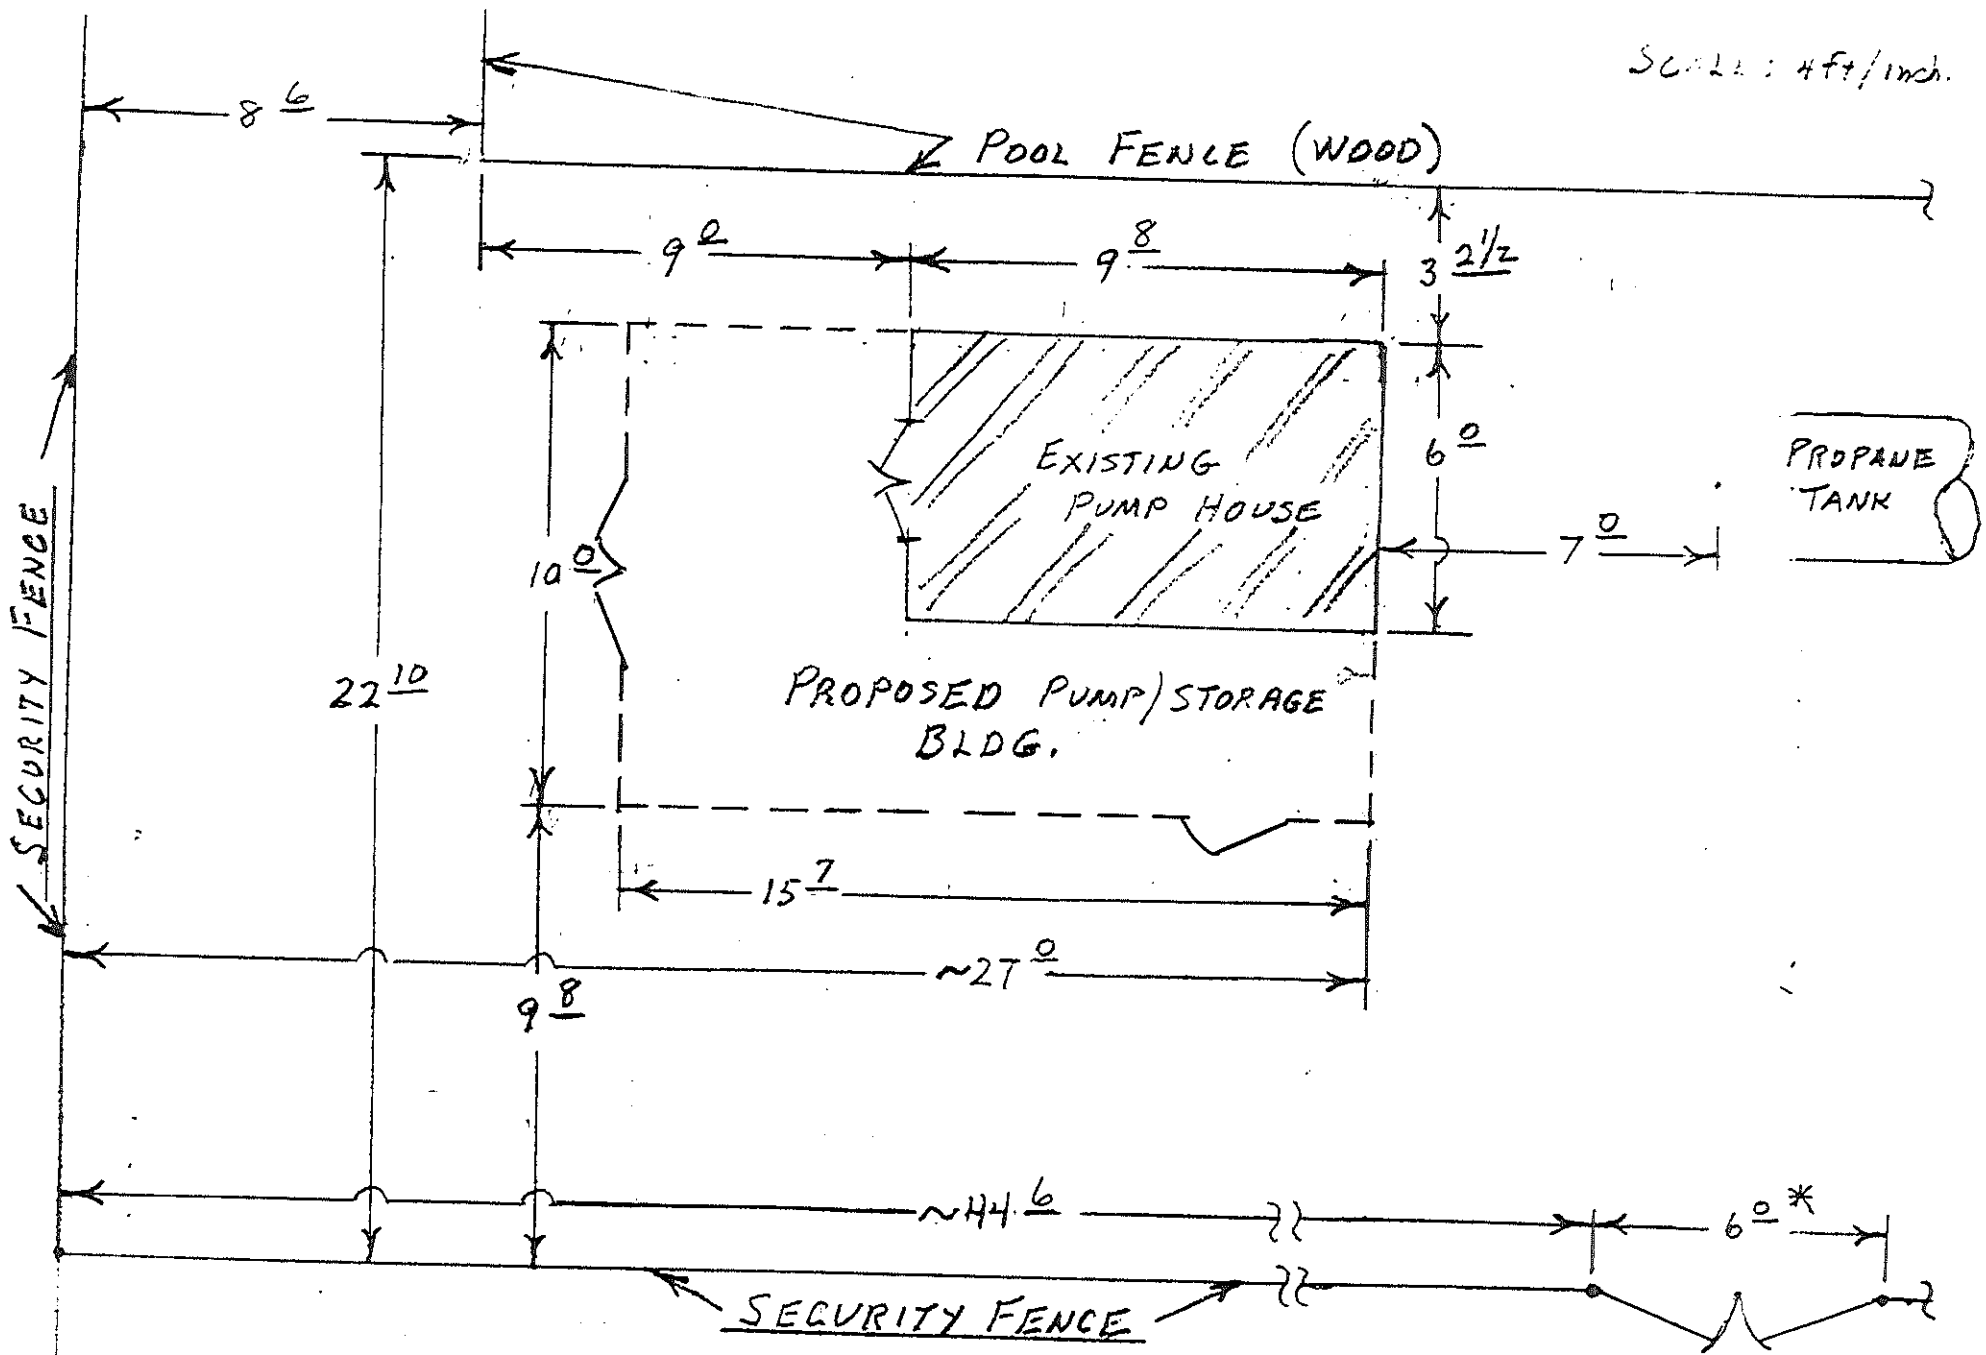 SCALE: 4ft/inch.
8 6
POOL FENCE (WOOD)
9 0
9 8
3 2 1/2
EXISTING
PUMP HOUSE
6 0
PROPANE
TANK
7 0
10 0
SECURITY FENCE
22 10
PROPOSED PUMP/STORAGE
BLDG.
15 7
~27 0
9 8
~44 6
6 0 *
SECURITY FENCE